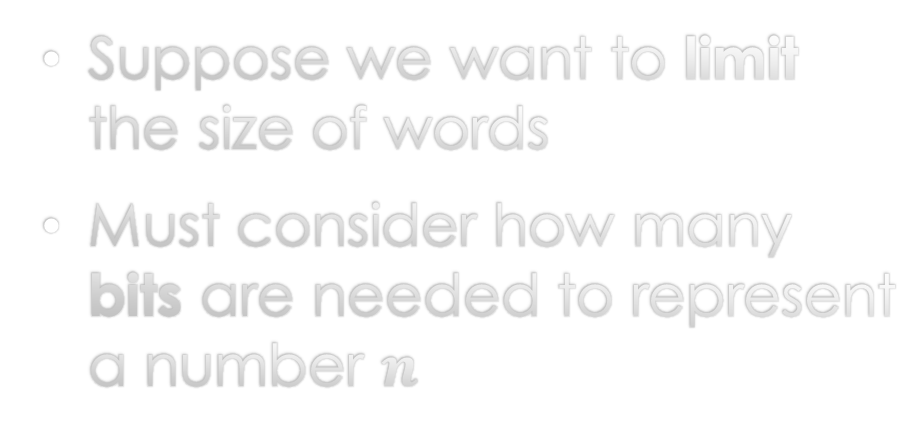 ◦ Suppose we want to limit
the size of words
◦ Must consider how many
bits are needed to represent
a number n